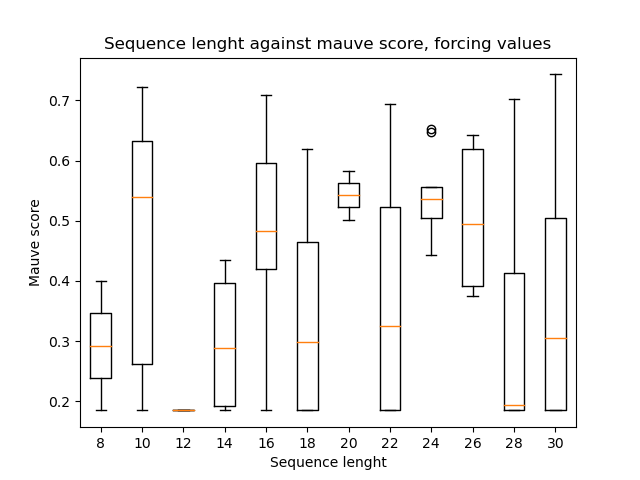 Sequence lenght against mauve score, forcing values
0.7
0.6
0.5
0.4
0.3
0.2
Mauve score
8 10 12 14 16 18 20 22 24 26 28 30
Sequence lenght